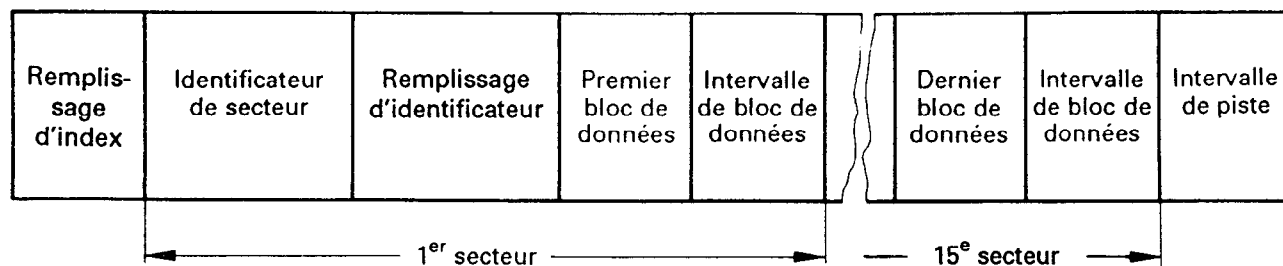 Remplis-
sage
d'index
Identificateur
de secteur
Remplissage
d'identificateur
Premier
bloc de
données
Intervalle
de bloc de
données
Dernier
bloc de
données
Intervalle
de bloc de
données
Intervalle
de piste
1er secteur
15e secteur